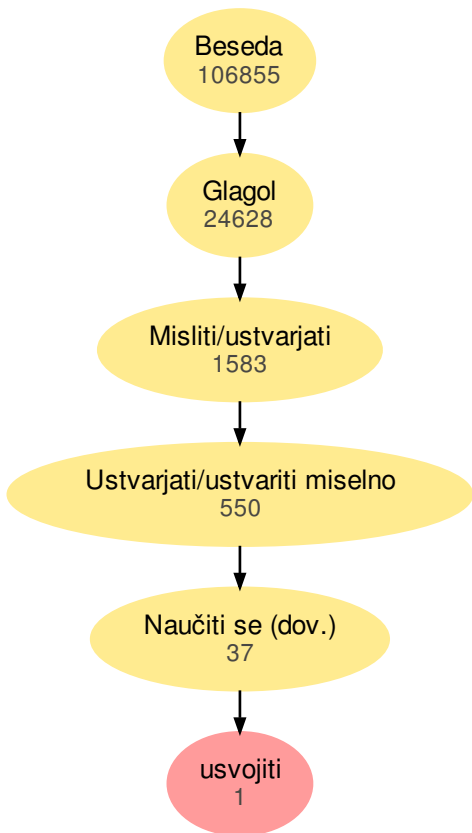 Beseda
106855
Glagol
24628
Misliti/ustvarjati
1583
Ustvarjati/ustvariti miselno
550
Naučiti se (dov.)
37
usvojiti
1